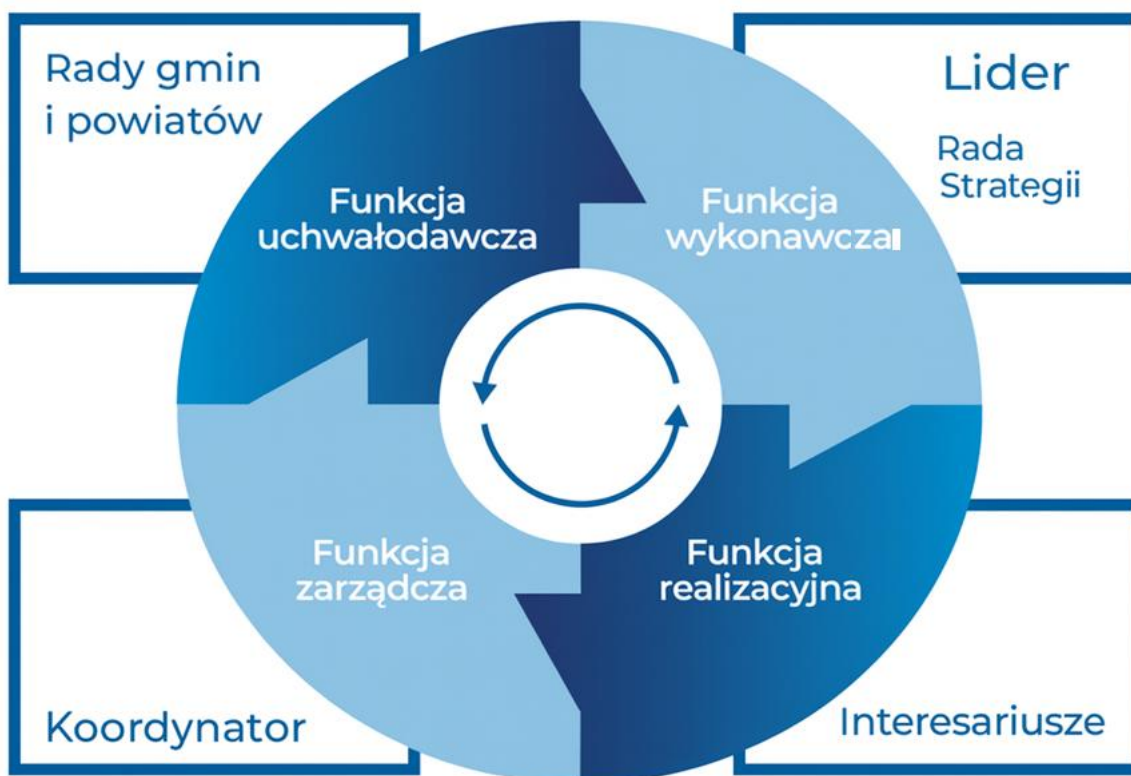 Rady gmin
i powiatów
Lider
Rada
Strategii
Funkcja
uchwałodawcza
Funkcja
wykonawcza
Funkcja
zarządcza
Funkcja
realizacyjna
Koordynator
Interesariusze